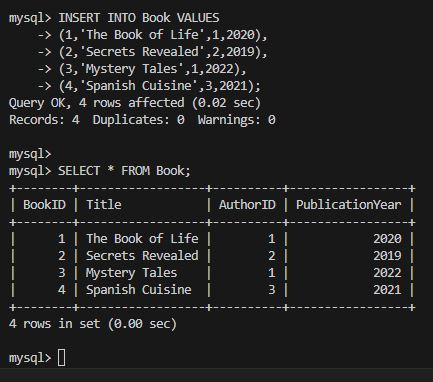 mysql> INSERT INTO Book VALUES
    -> (1,'The Book of Life',1,2020),
    -> (2,'Secrets Revealed',2,2019),
    -> (3,'Mystery Tales',1,2022),
    -> (4,'Spanish Cuisine',3,2021);
Query OK, 4 rows affected (0.02 sec)
Records: 4  Duplicates: 0  Warnings: 0

mysql>
mysql> SELECT * FROM Book;
+--------+------------------+----------+-----------------+
| BookID | Title            | AuthorID | PublicationYear |
+--------+------------------+----------+-----------------+
|      1 | The Book of Life |        1 |            2020 |
|      2 | Secrets Revealed |        2 |            2019 |
|      3 | Mystery Tales    |        1 |            2022 |
|      4 | Spanish Cuisine  |        3 |            2021 |
+--------+------------------+----------+-----------------+
4 rows in set (0.00 sec)

mysql>